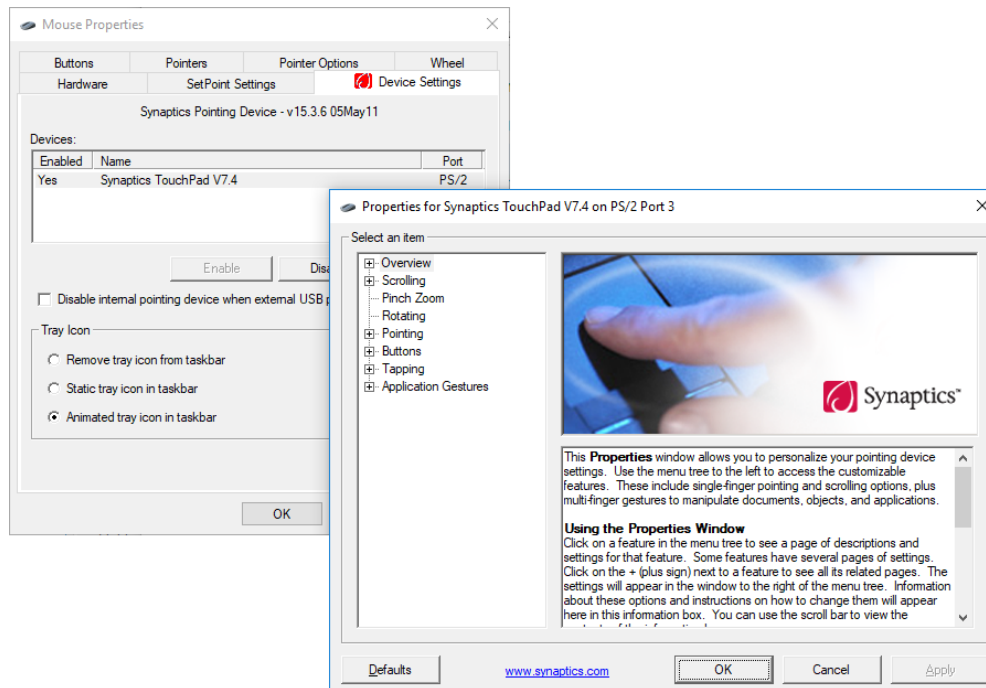 Mouse Properties
Buttons Pointers Pointer Options Wheel
Hardware SetPoint Settings Device Settings
Synaptics Pointing Device - v15.3.6 05May11
Devices:
Enabled Name Port
Yes Synaptics TouchPad V7.4 PS/2
Enable
Disable internal pointing device when external USB
Tray Icon
Remove tray icon from taskbar
Static tray icon in taskbar
Animated tray icon in taskbar
OK
Properties for Synaptics TouchPad V7.4 on PS/2 Port 3
Select an item
Overview
Scrolling
Pinch Zoom
Rotating
Pointing
Buttons
Tapping
Application Gestures
Synaptics™
This Properties window allows you to personalize your pointing device
settings. Use the menu tree to the left to access the customizable
features. These include single-finger pointing and scrolling options, plus
multi-finger gestures to manipulate documents, objects, and applications.
Using the Properties Window
Click on a feature in the menu tree to see a page of descriptions and
settings for that feature. Some features have several pages of settings.
Click on the + (plus sign) next to a feature to see all its related pages. The
settings will appear in the window to the right of the menu tree. Information
about these options and instructions on how to change them will appear
here in this information box. You can use the scroll bar to view the
Defaults www.synaptics.com OK Cancel Apply